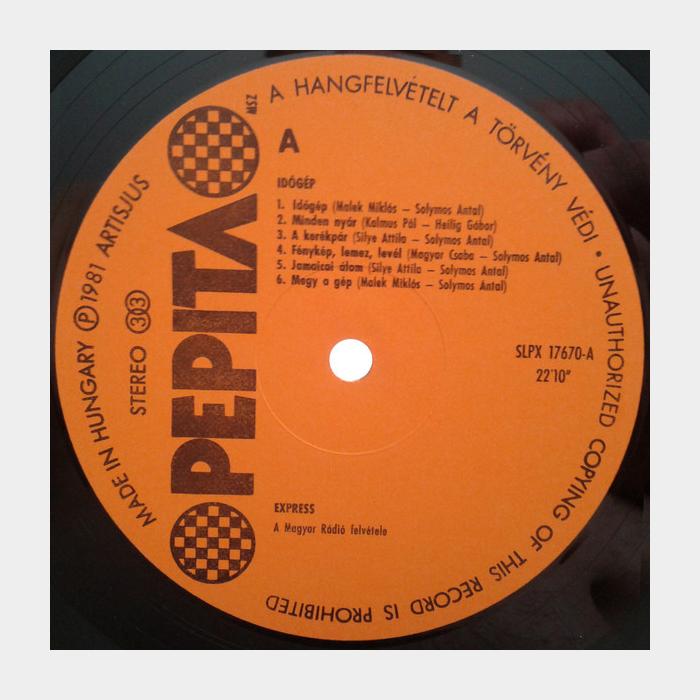 A HANGFELVÉTELT A TÖRVÉNY VÉDI • UNAUTHORIZED COPYING OF THIS RECORD IS PROHIBITED
MSZ
A
IDŐGÉP
1. Időgép (Malek Miklós – Solymos Antal)
2. Minden nyár (Kalmus Pál – Heilig Gábor)
3. A kerékpár (Silye Attila – Solymos Antal)
4. Fénykép, lemez, levél (Magyar Csaba – Solymos Antal)
5. Jamaicai álom (Silye Attila – Solymos Antal)
6. Megy a gép (Malek Miklós – Solymos Antal)
SLPX 17670-A
22'10"
PEPITA
STEREO 33
MADE IN HUNGARY Ⓟ 1981 ARTISJUS
EXPRESS
A Magyar Rádió felvétele